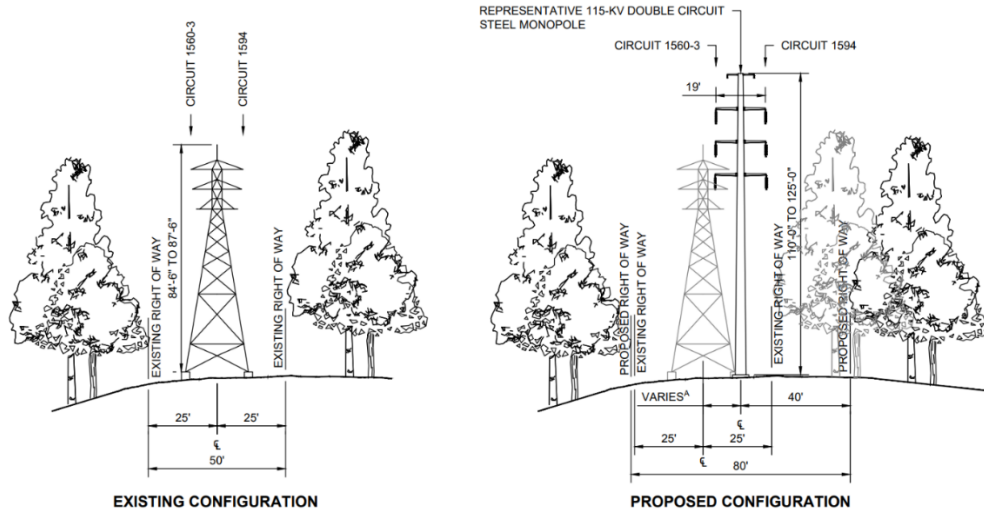 CIRCUIT 1560-3
CIRCUIT 1594
84'-6" TO 87'-6"
EXISTING RIGHT OF WAY
EXISTING RIGHT OF WAY
25'
25'
℄
50'
EXISTING CONFIGURATION
REPRESENTATIVE 115-KV DOUBLE CIRCUIT
STEEL MONOPOLE
CIRCUIT 1560-3
CIRCUIT 1594
19'
PROPOSED RIGHT OF WAY
EXISTING RIGHT OF WAY
EXISTING RIGHT OF WAY
110'-0" TO 125'-0"
PROPOSED RIGHT OF WAY
VARIESᴬ
40'
℄
25'
25'
℄
80'
PROPOSED CONFIGURATION